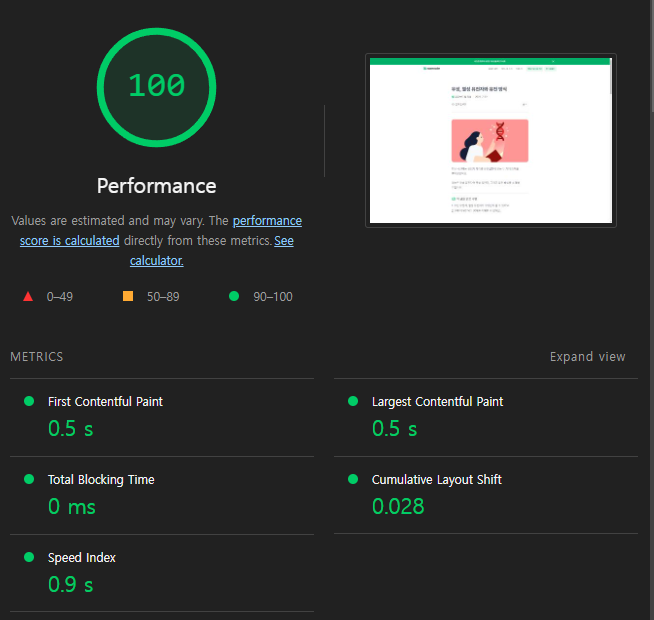 100
Performance
Values are estimated and may vary. The performance
score is calculated directly from these metrics. See
calculator.
0–49
50–89
90–100
METRICS
Expand view
First Contentful Paint
0.5 s
Largest Contentful Paint
0.5 s
Total Blocking Time
0 ms
Cumulative Layout Shift
0.028
Speed Index
0.9 s